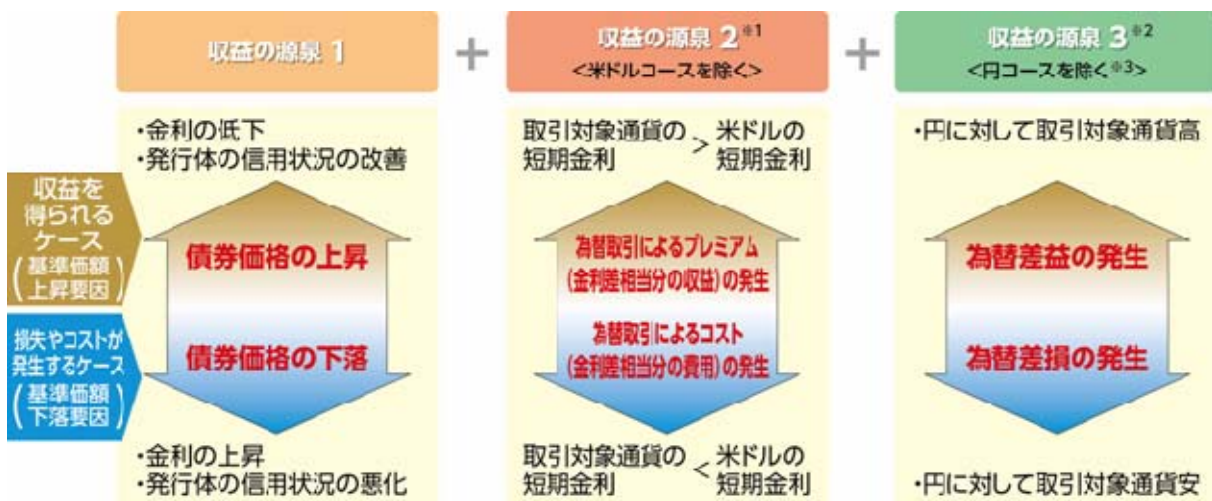 収益の源泉 1
+
収益の源泉 2※1
<米ドルコースを除く>
+
収益の源泉 3※2
<円コースを除く※3>
・金利の低下
・発行体の信用状況の改善
取引対象通貨の短期金利 > 米ドルの短期金利
・円に対して取引対象通貨高
収益を
得られる
ケース
(基準価額
上昇要因)
債券価格の上昇
為替取引によるプレミアム
(金利差相当分の収益)の発生
為替差益の発生
損失やコストが
発生するケース
(基準価額
下落要因)
債券価格の下落
為替取引によるコスト
(金利差相当分の費用)の発生
為替差損の発生
・金利の上昇
・発行体の信用状況の悪化
取引対象通貨の短期金利 < 米ドルの短期金利
・円に対して取引対象通貨安